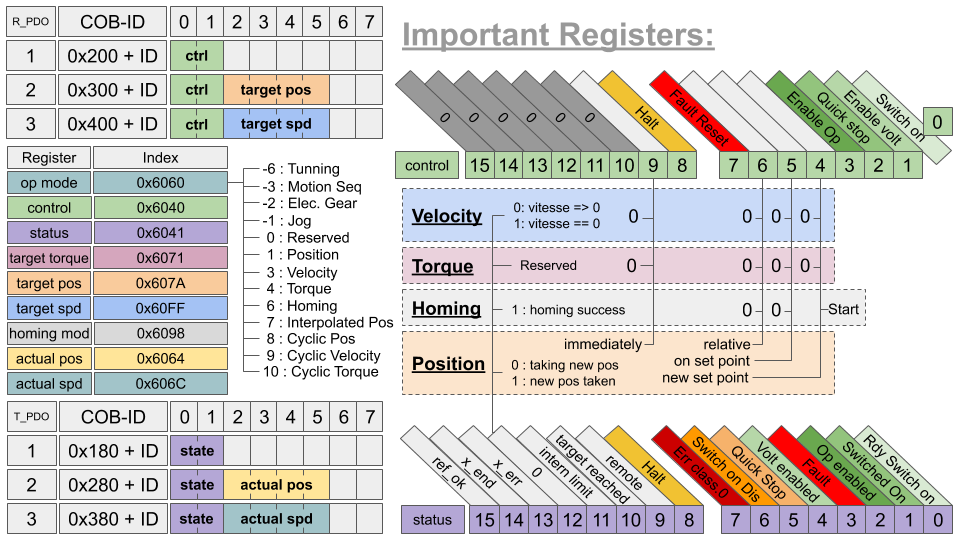 R_PDO COB-ID 0 1 2 3 4 5 6 7
1 0x200 + ID ctrl
2 0x300 + ID ctrl target pos
3 0x400 + ID ctrl target spd
Register Index
op mode 0x6060
control 0x6040
status 0x6041
target torque 0x6071
target pos 0x607A
target spd 0x60FF
homing mod 0x6098
actual pos 0x6064
actual spd 0x606C
-6 : Tunning
-3 : Motion Seq
-2 : Elec. Gear
-1 : Jog
0 : Reserved
1 : Position
3 : Velocity
4 : Torque
6 : Homing
7 : Interpolated Pos
8 : Cyclic Pos
9 : Cyclic Velocity
10 : Cyclic Torque
T_PDO COB-ID 0 1 2 3 4 5 6 7
1 0x180 + ID state
2 0x280 + ID state actual pos
3 0x380 + ID state actual spd
Important Registers:
0 0 0 0 0 0 Halt Fault Reset Enable Op Quick stop Enable volt Switch on 0
control 15 14 13 12 11 10 9 8 7 6 5 4 3 2 1
Velocity 0: vitesse => 0 0 0 0 0
1: vitesse == 0
Torque Reserved 0 0 0 0
Homing 1 : homing success 0 0 Start
immediately relative
Position 0 : taking new pos on set point
1 : new pos taken new set point
ref_ok x_end x_err 0 intern limit target reached remote Halt Err class.0 Switch on Dis Quick Stop Volt enabled Fault Op enabled Switched On Rdy Switch on
status 15 14 13 12 11 10 9 8 7 6 5 4 3 2 1 0